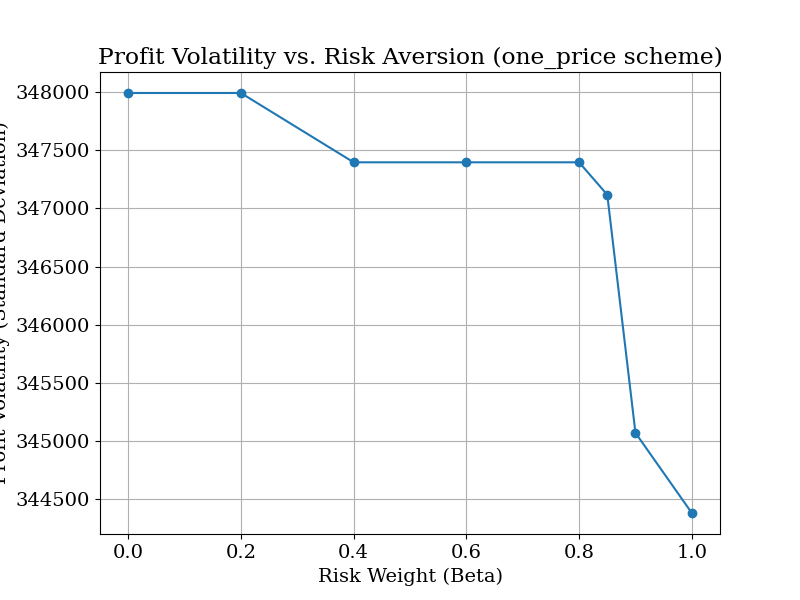 Profit Volatility vs. Risk Aversion (one_price scheme)
Profit Volatility (Standard Deviation)
348000
347500
347000
346500
346000
345500
345000
344500
0.0 0.2 0.4 0.6 0.8 1.0
Risk Weight (Beta)